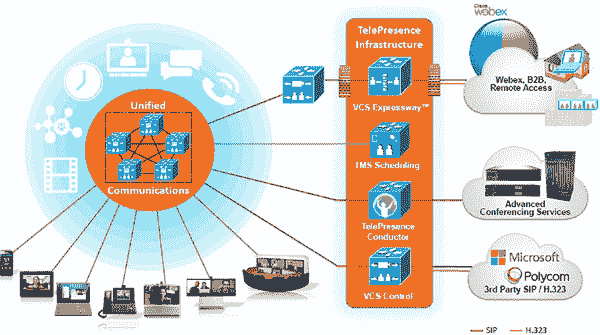 TelePresence
Infrastructure
VCS Expressway™
TMS Scheduling
TelePresence
Conductor
VCS Control
Unified
Communications
Cisco
webex
Webex, B2B,
Remote Access
Advanced
Conferencing Services
Microsoft
Polycom
3rd Party SIP / H.323
SIP
H.323